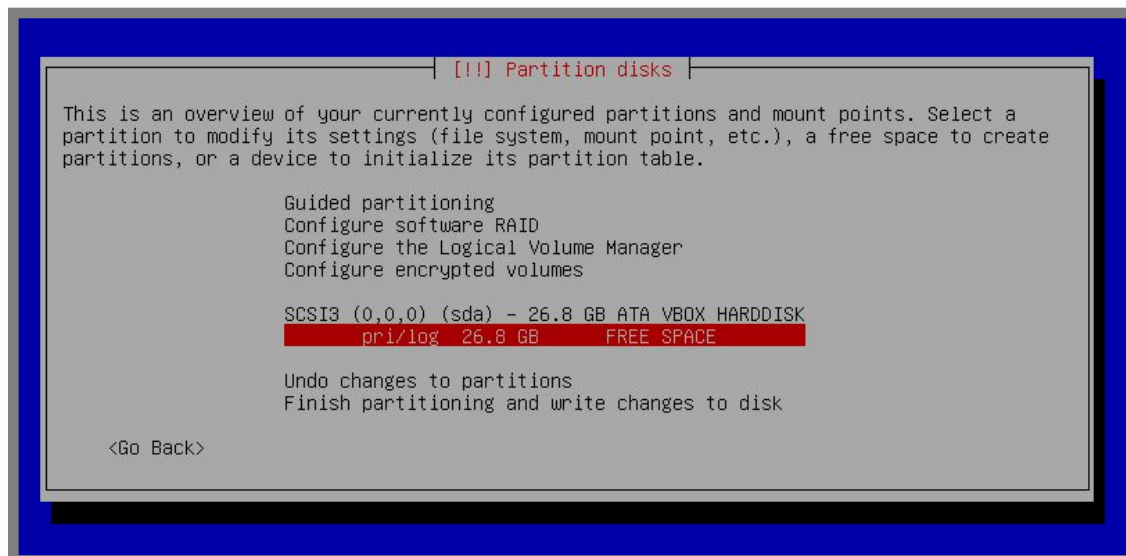 [!!] Partition disks
This is an overview of your currently configured partitions and mount points. Select a
partition to modify its settings (file system, mount point, etc.), a free space to create
partitions, or a device to initialize its partition table.
Guided partitioning
Configure software RAID
Configure the Logical Volume Manager
Configure encrypted volumes
SCSI3 (0,0,0) (sda) - 26.8 GB ATA VBOX HARDDISK
pri/log 26.8 GB FREE SPACE
Undo changes to partitions
Finish partitioning and write changes to disk
<Go Back>